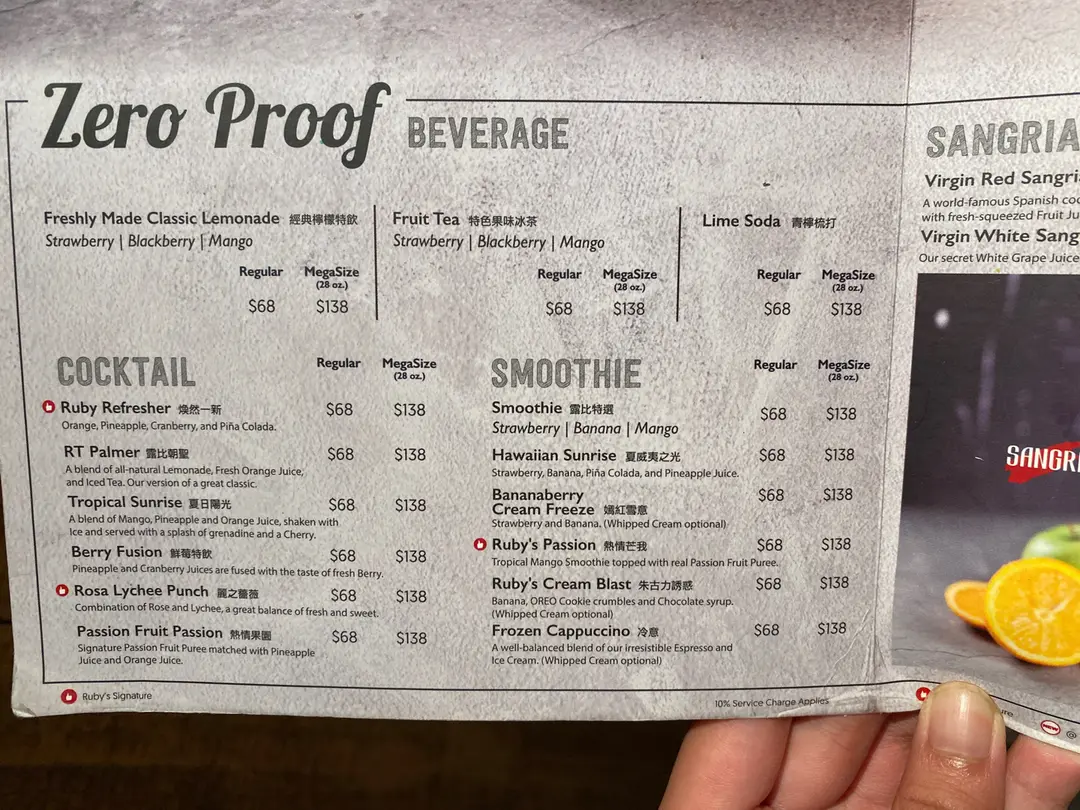 Zero Proof BEVERAGE
Freshly Made Classic Lemonade 經典檸檬特飲
Strawberry | Blackberry | Mango
Regular MegaSize
(28 oz.)
$68 $138
Fruit Tea 特色果味冰茶
Strawberry | Blackberry | Mango
Regular MegaSize
(28 oz.)
$68 $138
Lime Soda 青檸梳打
Regular MegaSize
(28 oz.)
$68 $138
COCKTAIL Regular MegaSize
(28 oz.)
Ruby Refresher 煥然一新 $68 $138
Orange, Pineapple, Cranberry, and Piña Colada.
RT Palmer 露比朝聖 $68 $138
A blend of all-natural Lemonade, Fresh Orange Juice,
and Iced Tea. Our version of a great classic.
Tropical Sunrise 夏日陽光 $68 $138
A blend of Mango, Pineapple and Orange Juice, shaken with
Ice and served with a splash of grenadine and a Cherry.
Berry Fusion 鮮莓特飲 $68 $138
Pineapple and Cranberry Juices are fused with the taste of fresh Berry.
Rosa Lychee Punch 麗之薔薇 $68 $138
Combination of Rose and Lychee, a great balance of fresh and sweet.
Passion Fruit Passion 熱情果園 $68 $138
Signature Passion Fruit Puree matched with Pineapple
Juice and Orange Juice.
SMOOTHIE Regular MegaSize
(28 oz.)
Smoothie 露比特選 $68 $138
Strawberry | Banana | Mango
Hawaiian Sunrise 夏威夷之光 $68 $138
Strawberry, Banana, Piña Colada, and Pineapple Juice.
Bananaberry $68 $138
Cream Freeze 嫣紅雪意
Strawberry and Banana. (Whipped Cream optional)
Ruby's Passion 熱情芒我 $68 $138
Tropical Mango Smoothie topped with real Passion Fruit Puree.
Ruby's Cream Blast 朱古力誘惑 $68 $138
Banana, OREO Cookie crumbles and Chocolate syrup.
(Whipped Cream optional)
Frozen Cappuccino 冷意 $68 $138
A well-balanced blend of our irresistible Espresso and
Ice Cream. (Whipped Cream optional)
Ruby's Signature
10% Service Charge Applies
SANGRIA
Virgin Red Sangri
A world-famous Spanish coc
with fresh-squeezed Fruit Ju
Virgin White Sang
Our secret White Grape Juice
SANGR
NEW @